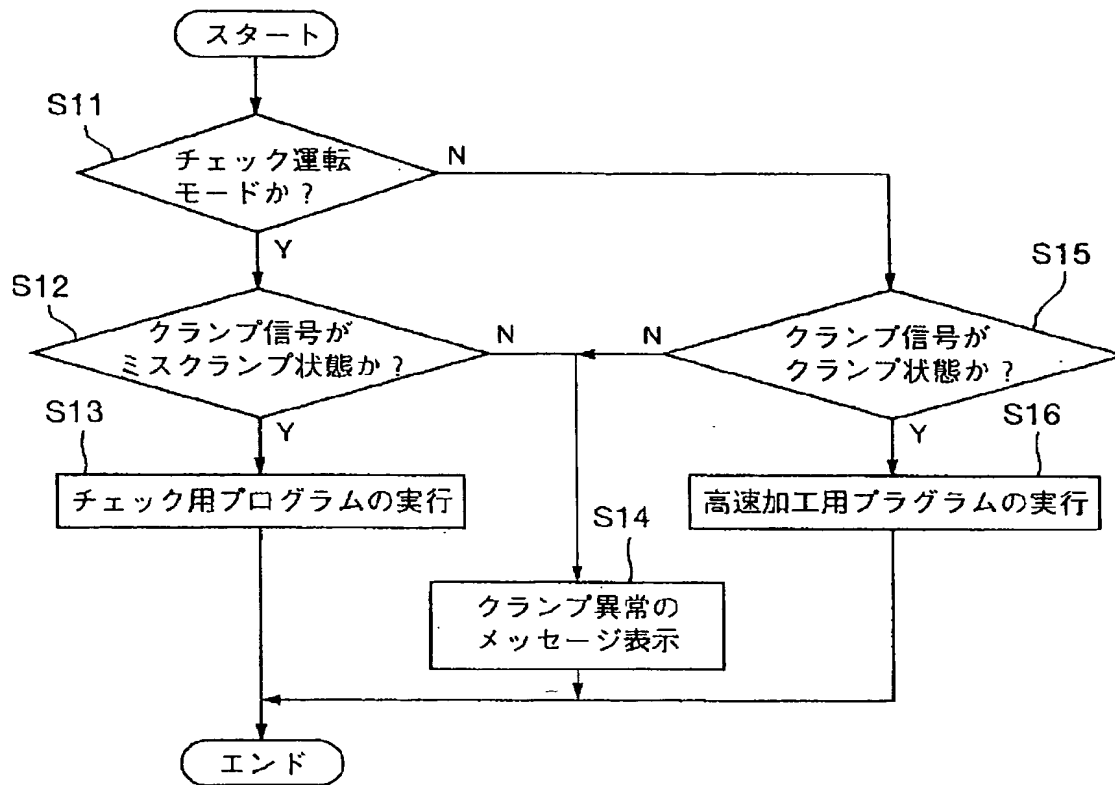 スタート
S11
チェック運転
モードか?
N
Y
S12
クランプ信号が
ミスクランプ状態か?
N
Y
S15
クランプ信号が
クランプ状態か?
N
Y
S13
チェック用プログラムの実行
S16
高速加工用プラグラムの実行
S14
クランプ異常の
メッセージ表示
エンド